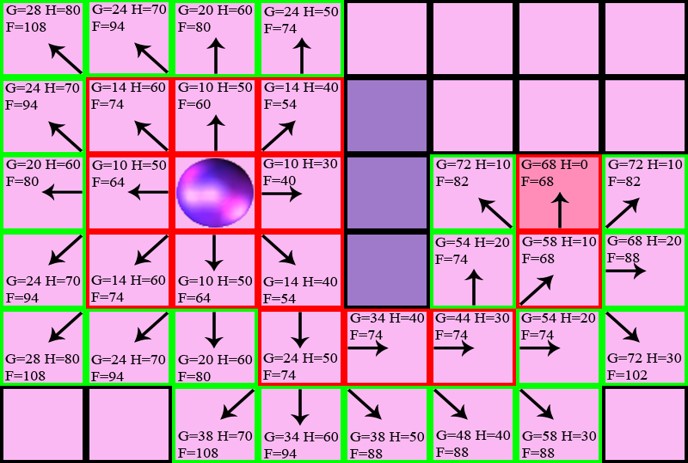 G=28 H=80
F=108
G=24 H=70
F=94
G=20 H=60
F=80
G=24 H=50
F=74
G=24 H=70
F=94
G=14 H=60
F=74
G=10 H=50
F=60
G=14 H=40
F=54
G=20 H=60
F=80
G=10 H=50
F=64
G=10 H=30
F=40
G=72 H=10
F=82
G=68 H=0
F=68
G=72 H=10
F=82
G=24 H=70
F=94
G=14 H=60
F=74
G=10 H=50
F=64
G=14 H=40
F=54
G=54 H=20
F=74
G=58 H=10
F=68
G=68 H=20
F=88
G=28 H=80
F=108
G=24 H=70
F=94
G=20 H=60
F=80
G=24 H=50
F=74
G=34 H=40
F=74
G=44 H=30
F=74
G=54 H=20
F=74
G=72 H=30
F=102
G=38 H=70
F=108
G=34 H=60
F=94
G=38 H=50
F=88
G=48 H=40
F=88
G=58 H=30
F=88